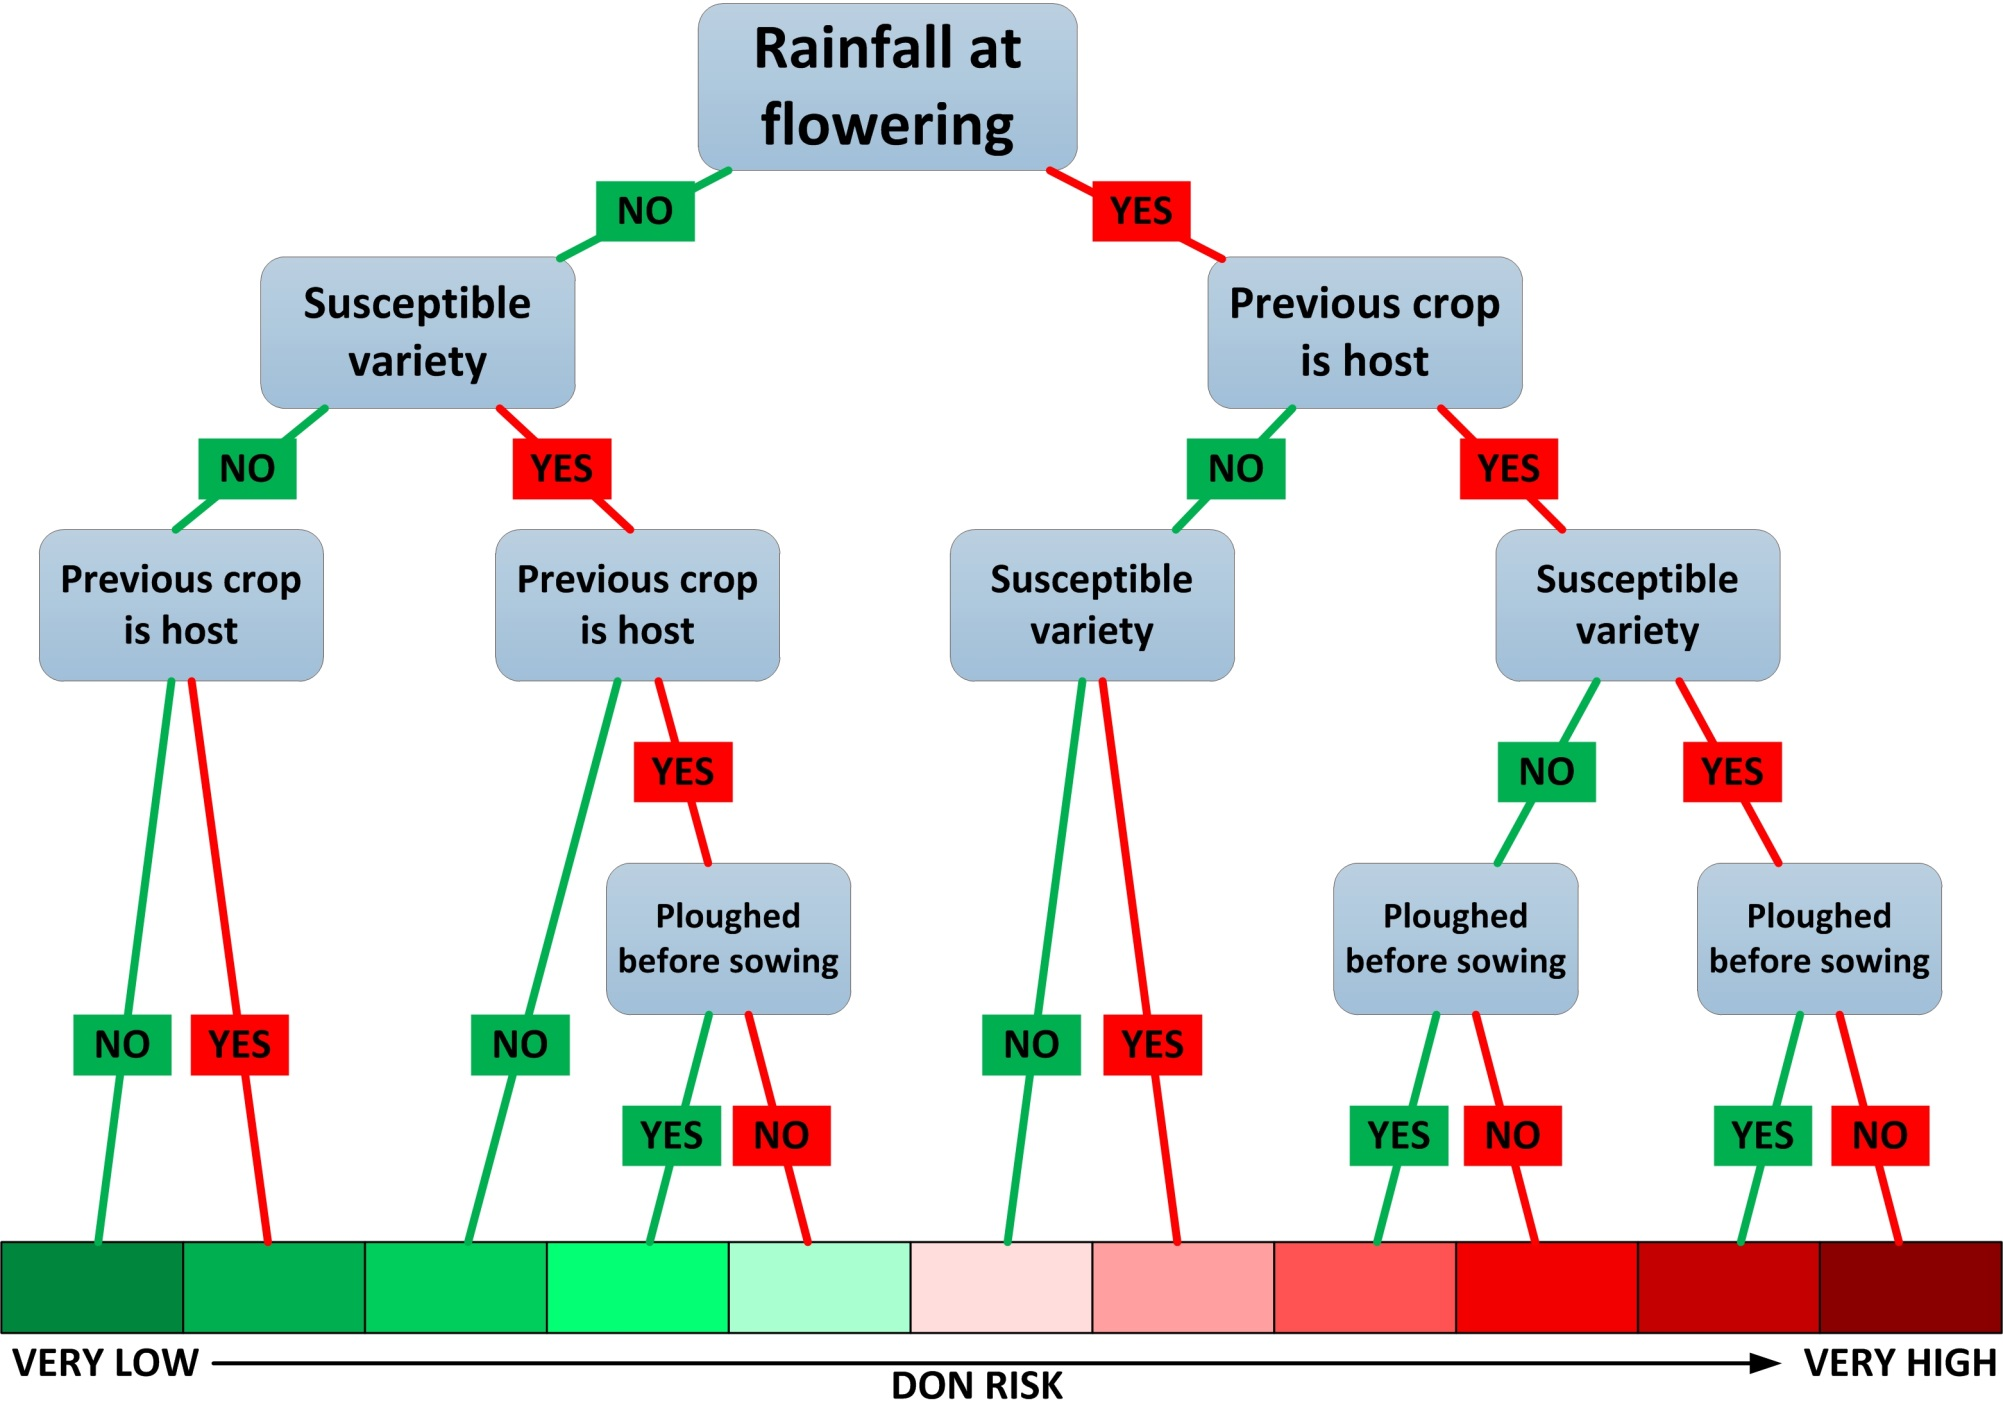 Rainfall at
flowering
NO
YES
Susceptible
variety
Previous crop
is host
NO
YES
NO
YES
Previous crop
is host
Previous crop
is host
Susceptible
variety
Susceptible
variety
YES
NO
YES
Ploughed
before sowing
Ploughed
before sowing
Ploughed
before sowing
NO
YES
NO
NO
YES
YES
NO
YES
NO
YES
NO
VERY LOW
DON RISK
VERY HIGH